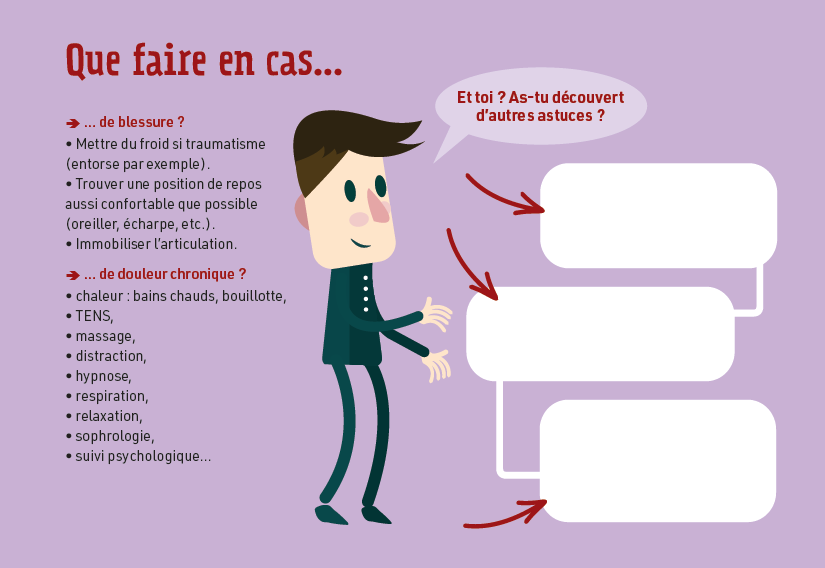 Que faire en cas...
➔ ... de blessure ?
• Mettre du froid si traumatisme
(entorse par exemple).
• Trouver une position de repos
aussi confortable que possible
(oreiller, écharpe, etc.).
• Immobiliser l'articulation.
➔ ... de douleur chronique ?
• chaleur : bains chauds, bouillotte,
• TENS,
• massage,
• distraction,
• hypnose,
• respiration,
• relaxation,
• sophrologie,
• suivi psychologique...
Et toi ? As-tu découvert
d'autres astuces ?